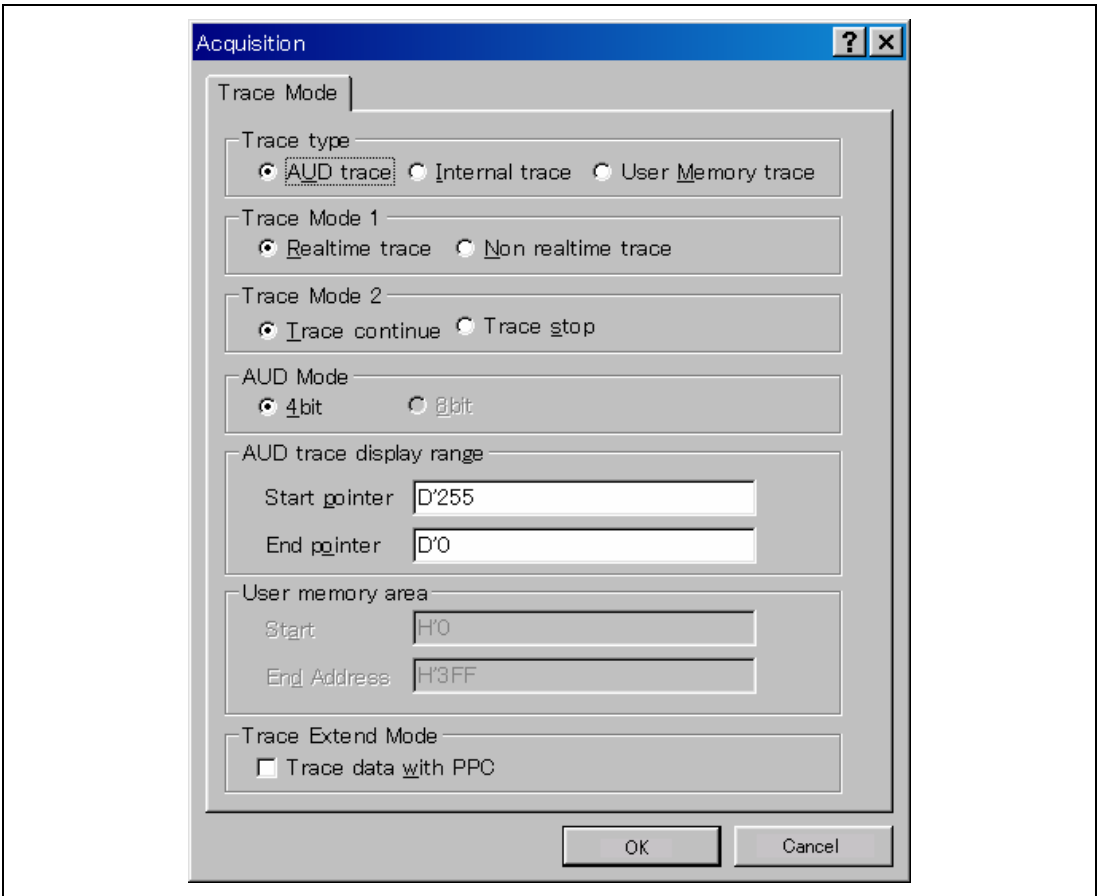 Acquisition
Trace Mode
Trace type
AUD trace Internal trace User Memory trace
Trace Mode 1
Realtime trace Non realtime trace
Trace Mode 2
Trace continue Trace stop
AUD Mode
4bit 8bit
AUD trace display range
Start pointer D'255
End pointer D'0
User memory area
Start H'0
End Address H'3FF
Trace Extend Mode
Trace data with PPC
OK Cancel